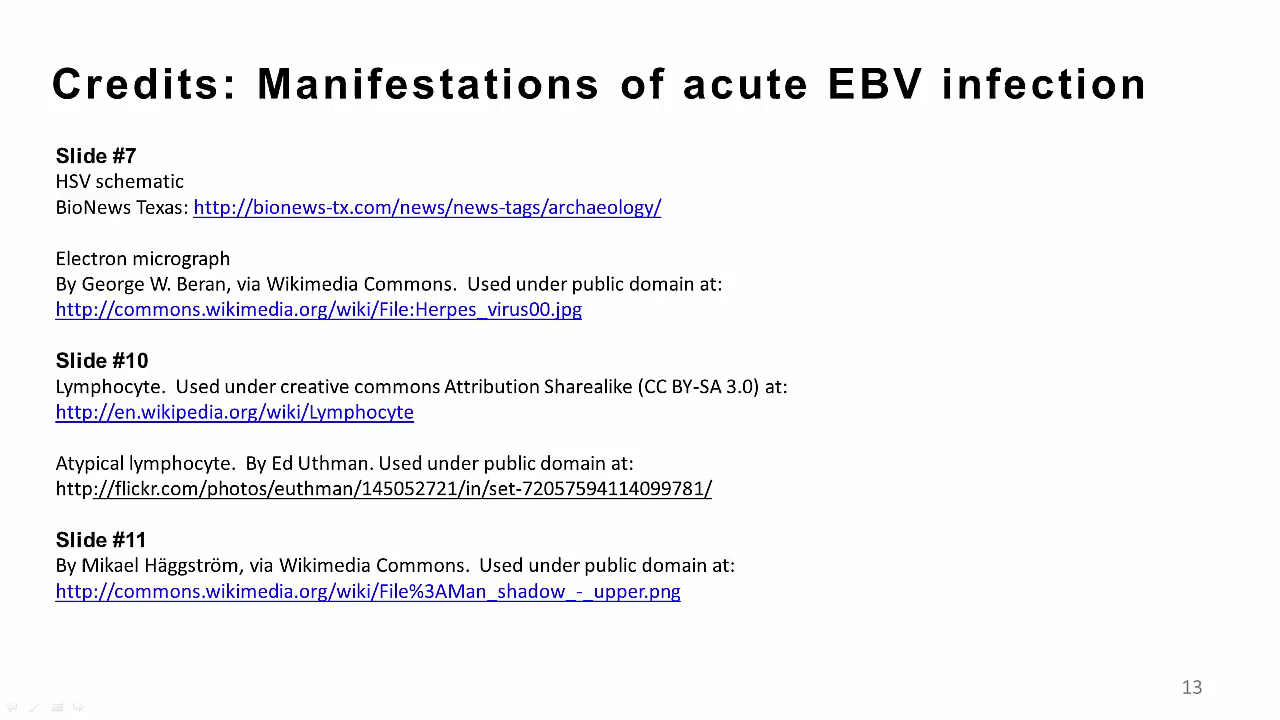 Credits: Manifestations of acute EBV infection
Slide #7
HSV schematic
BioNews Texas: http://bionews-tx.com/news/news-tags/archaeology/
Electron micrograph
By George W. Beran, via Wikimedia Commons.  Used under public domain at:
http://commons.wikimedia.org/wiki/File:Herpes_virus00.jpg
Slide #10
Lymphocyte.  Used under creative commons Attribution Sharealike (CC BY-SA 3.0) at:
http://en.wikipedia.org/wiki/Lymphocyte
Atypical lymphocyte.  By Ed Uthman. Used under public domain at:
http://flickr.com/photos/euthman/145052721/in/set-72057594114099781/
Slide #11
By Mikael Häggström, via Wikimedia Commons.  Used under public domain at:
http://commons.wikimedia.org/wiki/File%3AMan_shadow_-_upper.png
13